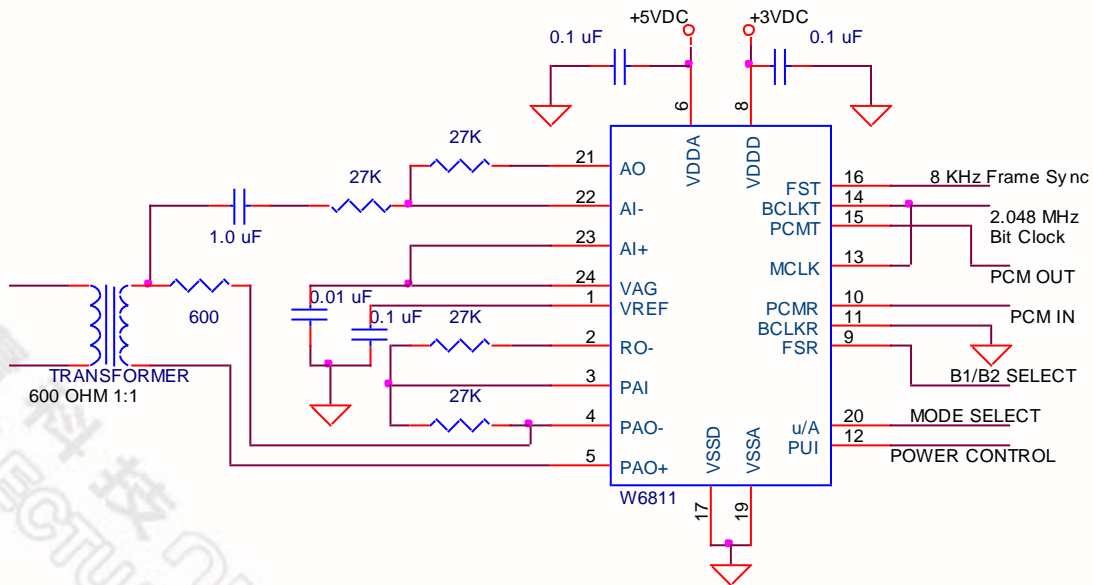 +5VDC
+3VDC
0.1 uF
0.1 uF
6
8
VDDA
VDDD
27K
21
AO
27K
22
AI-
1.0 uF
23
AI+
24
VAG
0.01 uF
1
VREF
0.1 uF
600
27K
2
RO-
3
PAI
27K
4
PAO-
5
PAO+
TRANSFORMER
600 OHM 1:1
W6811
VSSD
VSSA
17
19
FST
16
8 KHz Frame Sync
BCLKT
14
PCMT
15
2.048 MHz
Bit Clock
MCLK
13
PCM OUT
PCMR
10
PCM IN
BCLKR
11
FSR
9
B1/B2 SELECT
u/A
20
MODE SELECT
PUI
12
POWER CONTROL
科
技